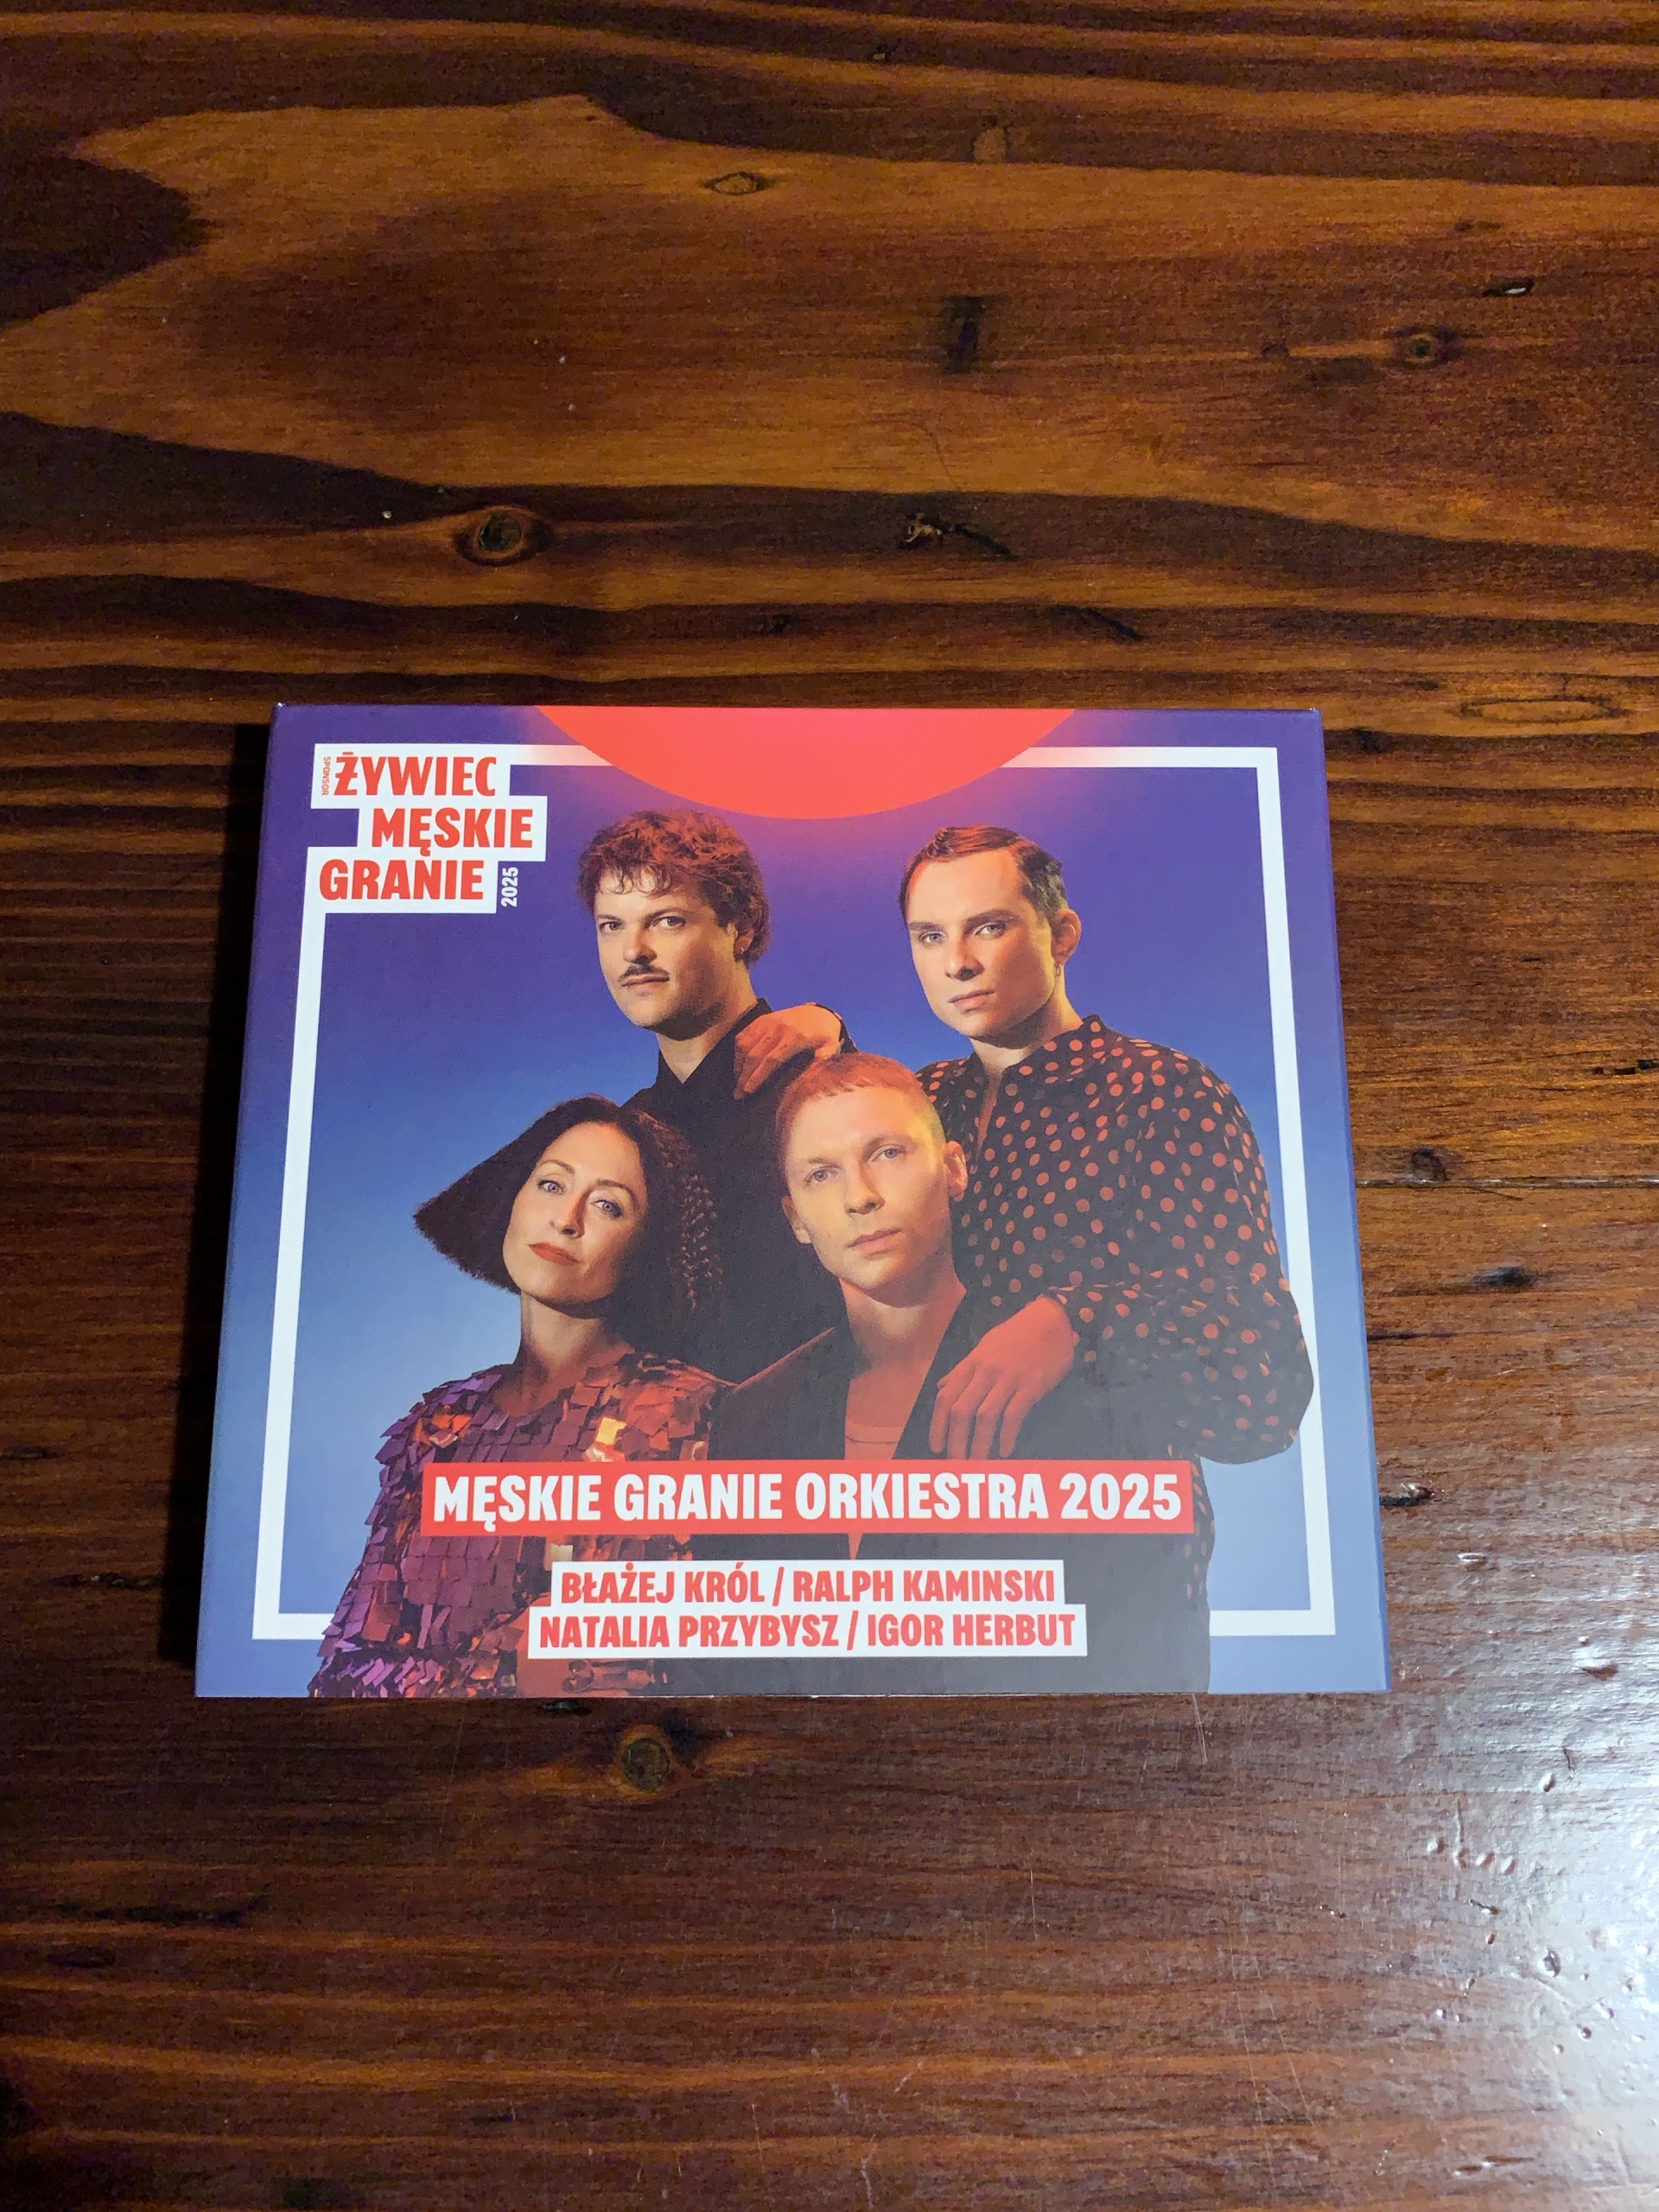 SPONSOR
ŻYWIEC
MĘSKIE
GRANIE
2025
MĘSKIE GRANIE ORKIESTRA 2025
BŁAŻEJ KRÓL / RALPH KAMINSKI
NATALIA PRZYBYSZ / IGOR HERBUT